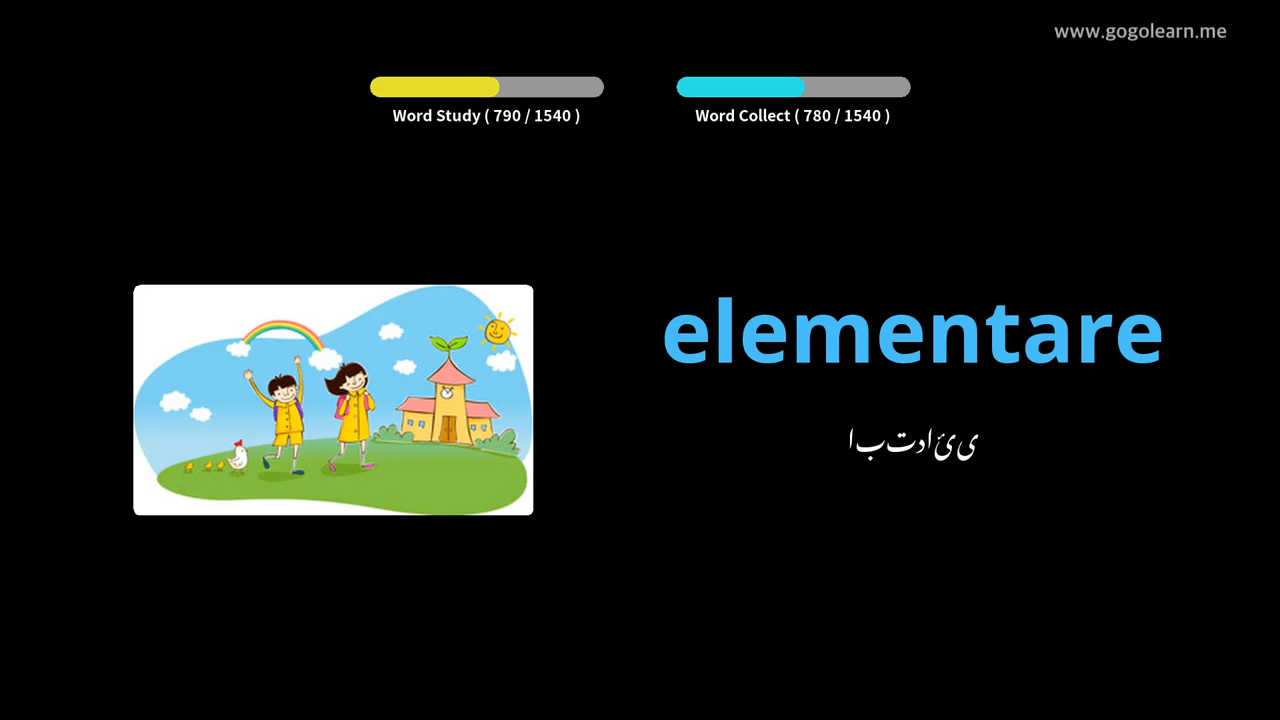 www.gogolearn.me
Word Study ( 790 / 1540 )
Word Collect ( 780 / 1540 )
elementare
ابتدائی